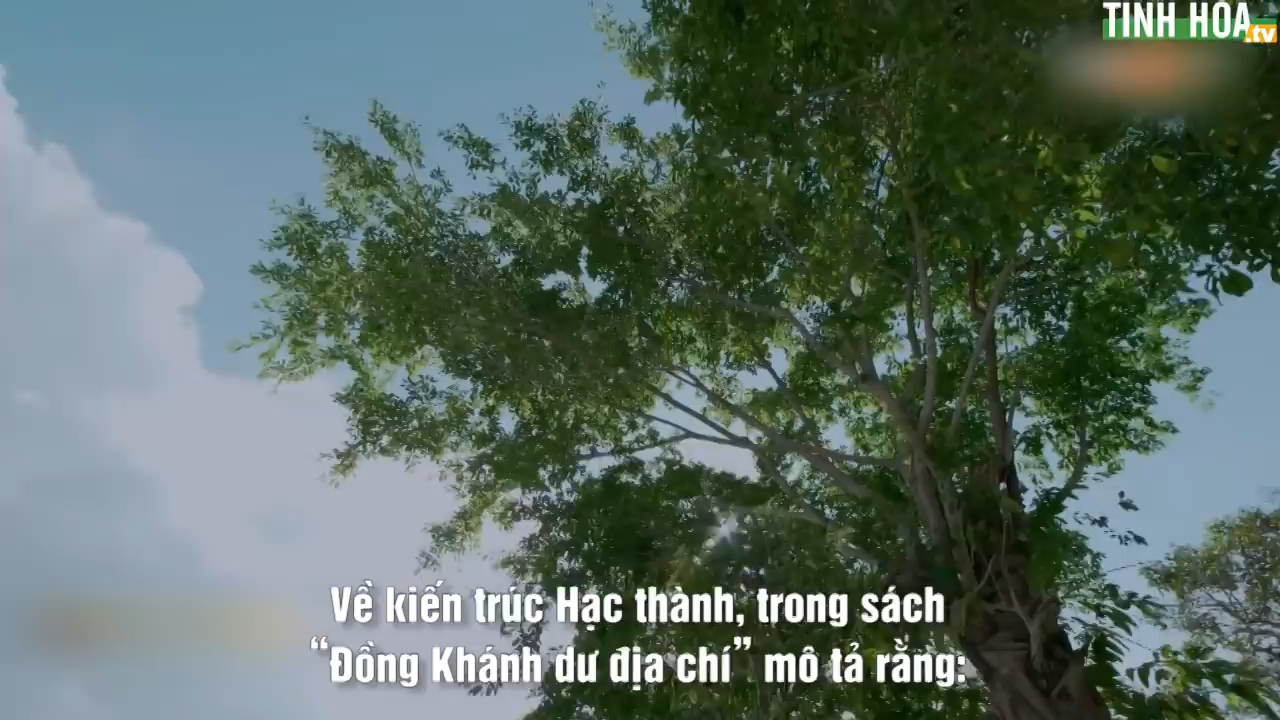 TINH HOA
.tv
Về kiến trúc Hạc thành, trong sách
“Đồng Khánh dư địa chí” mô tả rằng: